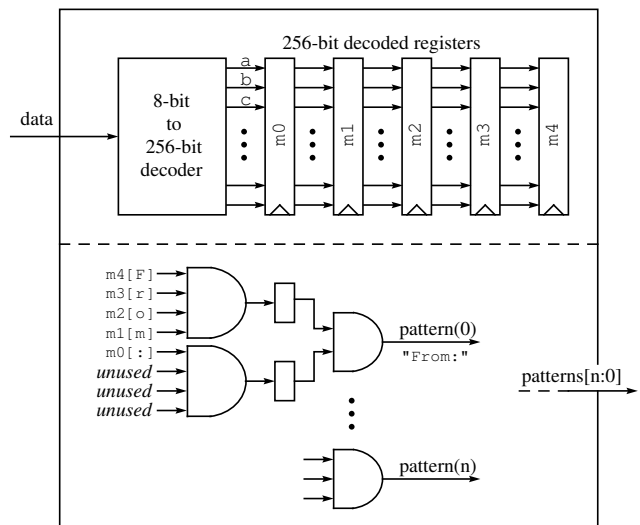 256-bit decoded registers
a
b
c
data
8-bit
to
256-bit
decoder
m0
m1
m2
m3
m4
m4[F]
m3[r]
m2[o]
m1[m]
m0[:]
unused
unused
unused
pattern(0)
"From:"
patterns[n:0]
pattern(n)